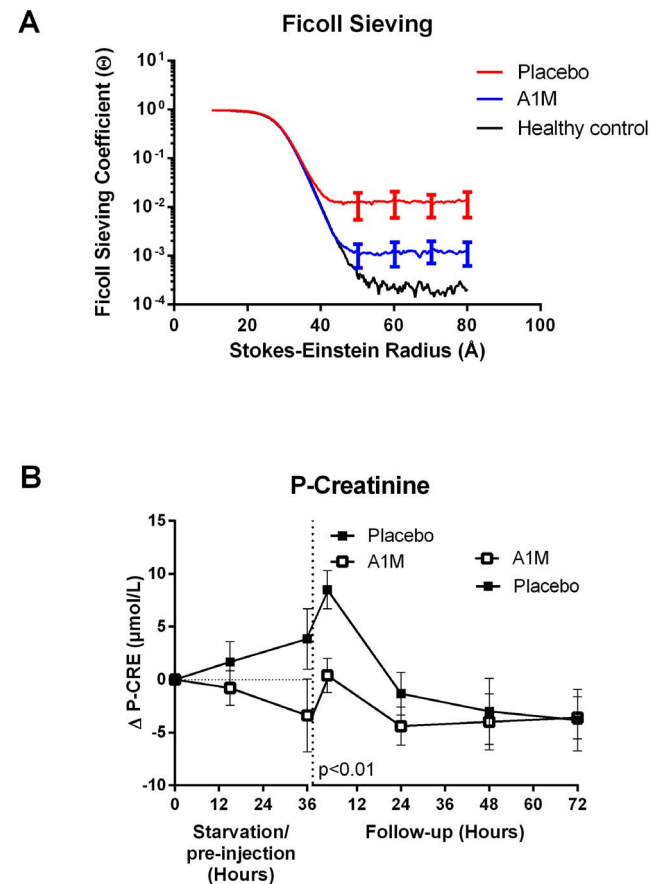 A
Ficoll Sieving
Ficoll Sieving Coefficient (Θ)
10^1
10^0
10^-1
10^-2
10^-3
10^-4
0 20 40 60 80 100
Stokes-Einstein Radius (Å)
Placebo
A1M
Healthy control
B
P-Creatinine
Δ P-CRE (μmol/L)
15
10
5
0
-5
-10
Placebo
A1M
A1M
Placebo
p<0.01
0 12 24 36 12 24 36 48 60 72
Starvation/
pre-injection
(Hours)
Follow-up (Hours)